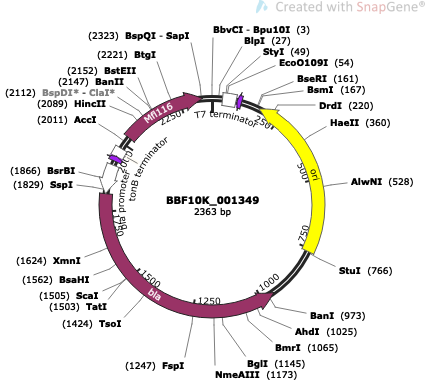 Created with SnapGene®
BbvCI - Bpu10I (3)
BlpI (27)
StyI (49)
EcoO109I (54)
BseRI (161)
BsmI (167)
DrdI (220)
HaeII (360)
AlwNI (528)
StuI (766)
BanI (973)
AhdI (1025)
BmrI (1065)
BglI (1145)
NmeAIII (1173)
(1247) FspI
(1424) TsoI
(1503) TatI
(1505) ScaI
(1562) BsaHI
(1624) XmnI
(1829) SspI
(1866) BsrBI
(2011) AccI
(2089) HincII
(2112) BspDI* - ClaI*
(2147) BanII
(2152) BstEII
(2221) BtgI
(2323) BspQI - SapI
T7 terminator
250
500
ori
750
1000
1250
1500
bla
bla promoter
tonB terminator
2250
BBF10K_001349
2363 bp